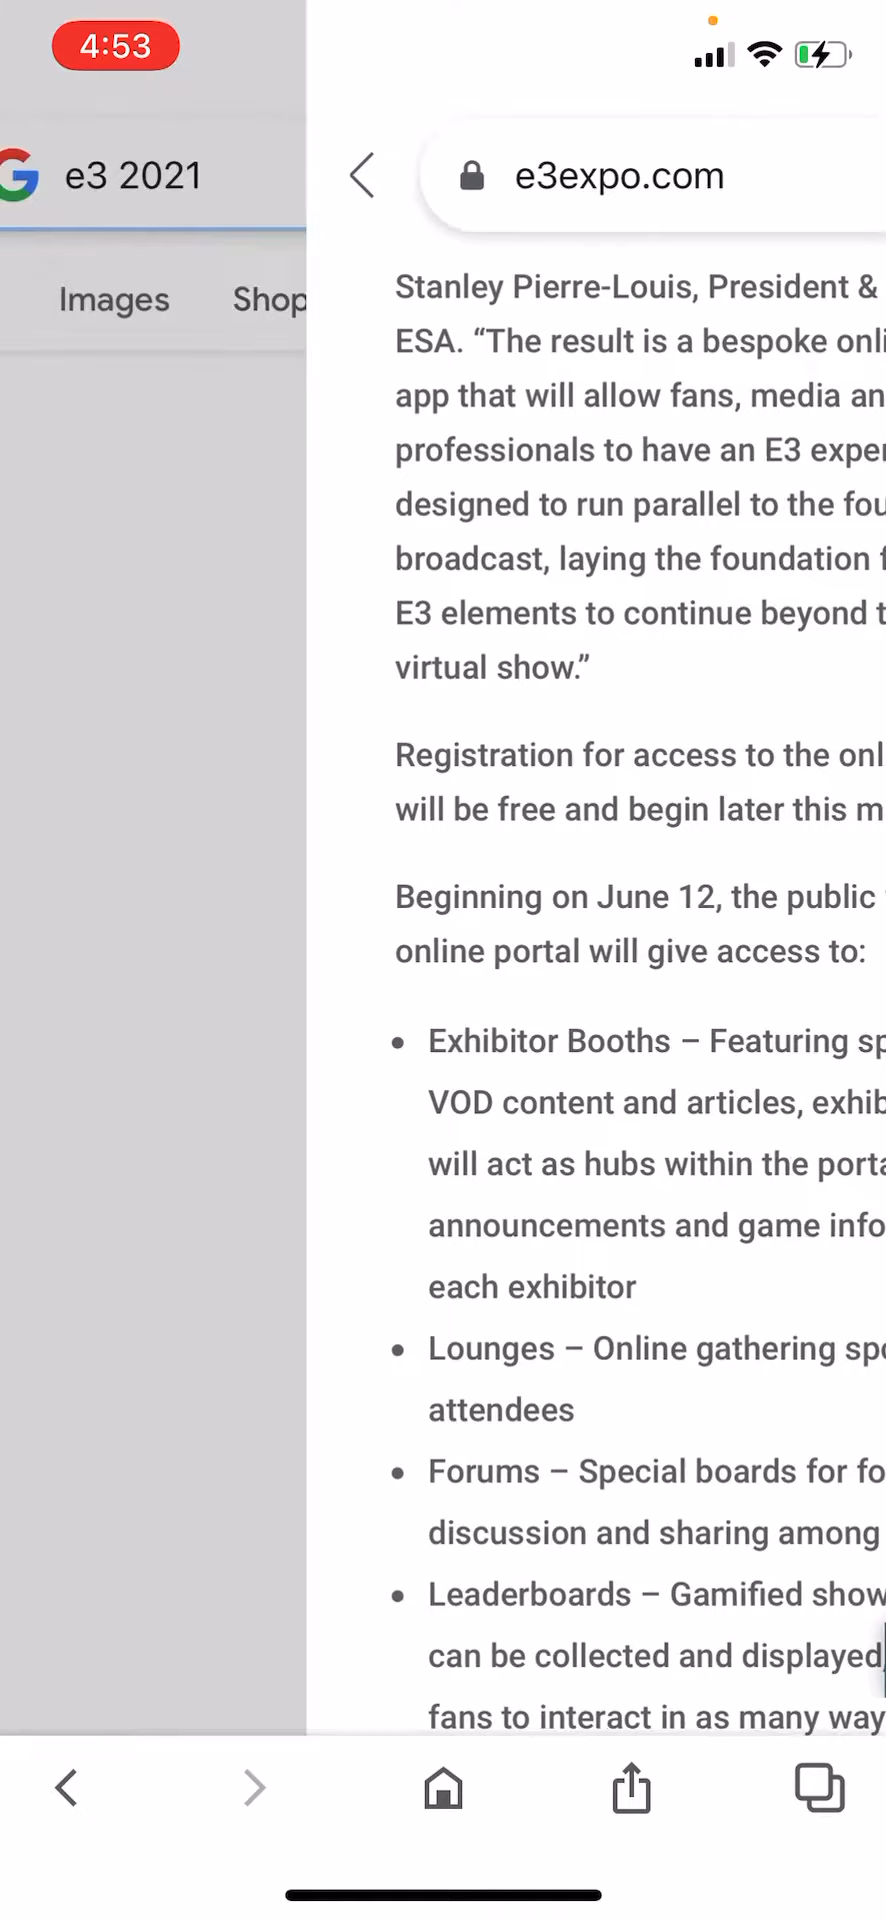 4:53
e3 2021
e3expo.com
Images Shop
Stanley Pierre-Louis, President &
ESA. “The result is a bespoke onli
app that will allow fans, media an
professionals to have an E3 exper
designed to run parallel to the fou
broadcast, laying the foundation f
E3 elements to continue beyond t
virtual show.”
Registration for access to the onl
will be free and begin later this m
Beginning on June 12, the public
online portal will give access to:
• Exhibitor Booths – Featuring sp
VOD content and articles, exhib
will act as hubs within the porta
announcements and game info
each exhibitor
• Lounges – Online gathering spo
attendees
• Forums – Special boards for fo
discussion and sharing among
• Leaderboards – Gamified show
can be collected and displayed,
fans to interact in as many way